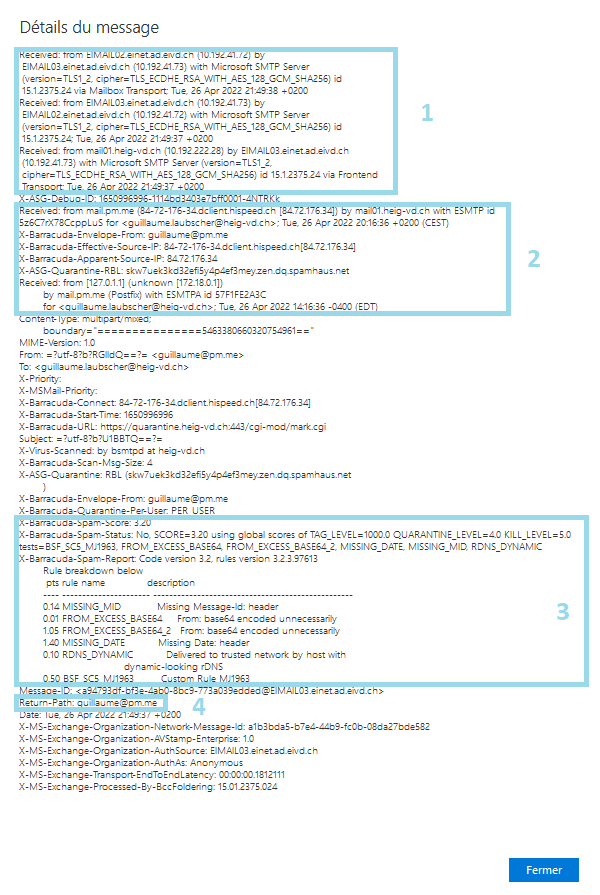 Détails du message
Received: from EIMAIL02.einet.ad.eivd.ch (10.192.41.72) by
EIMAIL03.einet.ad.eivd.ch (10.192.41.73) with Microsoft SMTP Server
(version=TLS1_2, cipher=TLS_ECDHE_RSA_WITH_AES_128_GCM_SHA256) id
15.1.2375.24 via Mailbox Transport; Tue, 26 Apr 2022 21:49:38 +0200
Received: from EIMAIL03.einet.ad.eivd.ch (10.192.41.73) by
EIMAIL02.einet.ad.eivd.ch (10.192.41.72) with Microsoft SMTP Server
(version=TLS1_2, cipher=TLS_ECDHE_RSA_WITH_AES_128_GCM_SHA256) id
15.1.2375.24; Tue, 26 Apr 2022 21:49:37 +0200
Received: from mail01.heig-vd.ch (10.192.222.28) by EIMAIL03.einet.ad.eivd.ch
(10.192.41.73) with Microsoft SMTP Server (version=TLS1_2,
cipher=TLS_ECDHE_RSA_WITH_AES_128_GCM_SHA256) id 15.1.2375.24 via Frontend
Transport; Tue, 26 Apr 2022 21:49:37 +0200
1
X-ASG-Debug-ID: 1650996996-1114bd3403e7bff0001-4NTRKk
Received: from mail.pm.me (84-72-176-34.dclient.hispeed.ch [84.72.176.34]) by mail01.heig-vd.ch with ESMTP id
5z6C7rX78CcppLuS for <guillaume.laubscher@heig-vd.ch>; Tue, 26 Apr 2022 20:16:36 +0200 (CEST)
X-Barracuda-Envelope-From: guillaume@pm.me
X-Barracuda-Effective-Source-IP: 84-72-176-34.dclient.hispeed.ch[84.72.176.34]
X-Barracuda-Apparent-Source-IP: 84.72.176.34
X-ASG-Quarantine-RBL: skw7uek3kd32efi5y4p4ef3mey.zen.dq.spamhaus.net
Received: from [127.0.1.1] (unknown [172.18.0.1])
by mail.pm.me (Postfix) with ESMTPA id 57F1FE2A3C
for <guillaume.laubscher@heig-vd.ch>; Tue, 26 Apr 2022 14:16:36 -0400 (EDT)
2
Content-Type: multipart/mixed;
boundary="===============5463380660320754961=="
MIME-Version: 1.0
From: =?utf-8?b?RGlldQ==?= <guillaume@pm.me>
To: <guillaume.laubscher@heig-vd.ch>
X-Priority:
X-MSMail-Priority:
X-Barracuda-Connect: 84-72-176-34.dclient.hispeed.ch[84.72.176.34]
X-Barracuda-Start-Time: 1650996996
X-Barracuda-URL: https://quarantine.heig-vd.ch:443/cgi-mod/mark.cgi
Subject: =?utf-8?b?U1BBTQ==?=
X-Virus-Scanned: by bsmtpd at heig-vd.ch
X-Barracuda-Scan-Msg-Size: 4
X-ASG-Quarantine: RBL (skw7uek3kd32efi5y4p4ef3mey.zen.dq.spamhaus.net
)
X-Barracuda-Envelope-From: guillaume@pm.me
X-Barracuda-Quarantine-Per-User: PER_USER
X-Barracuda-Spam-Score: 3.20
X-Barracuda-Spam-Status: No, SCORE=3.20 using global scores of TAG_LEVEL=1000.0 QUARANTINE_LEVEL=4.0 KILL_LEVEL=5.0
tests=BSF_SC5_MJ1963, FROM_EXCESS_BASE64, FROM_EXCESS_BASE64_2, MISSING_DATE, MISSING_MID, RDNS_DYNAMIC
X-Barracuda-Spam-Report: Code version 3.2, rules version 3.2.3.97613
Rule breakdown below
pts rule name description
---- ---------------------- --------------------------------------------------
0.14 MISSING_MID Missing Message-Id: header
0.01 FROM_EXCESS_BASE64 From: base64 encoded unnecessarily
1.05 FROM_EXCESS_BASE64_2 From: base64 encoded unnecessarily
1.40 MISSING_DATE Missing Date: header
0.10 RDNS_DYNAMIC Delivered to trusted network by host with
dynamic-looking rDNS
0.50 BSF_SC5_MJ1963 Custom Rule MJ1963
3
Message-ID: <a94793df-bf3e-4ab0-8bc9-773a039edded@EIMAIL03.einet.ad.eivd.ch>
Return-Path: guillaume@pm.me
4
Date: Tue, 26 Apr 2022 21:49:37 +0200
X-MS-Exchange-Organization-Network-Message-Id: a1b3bda5-b7e4-44b9-fc0b-08da27bde582
X-MS-Exchange-Organization-AVStamp-Enterprise: 1.0
X-MS-Exchange-Organization-AuthSource: EIMAIL03.einet.ad.eivd.ch
X-MS-Exchange-Organization-AuthAs: Anonymous
X-MS-Exchange-Transport-EndToEndLatency: 00:00:00.1812111
X-MS-Exchange-Processed-By-BccFoldering: 15.01.2375.024
Fermer